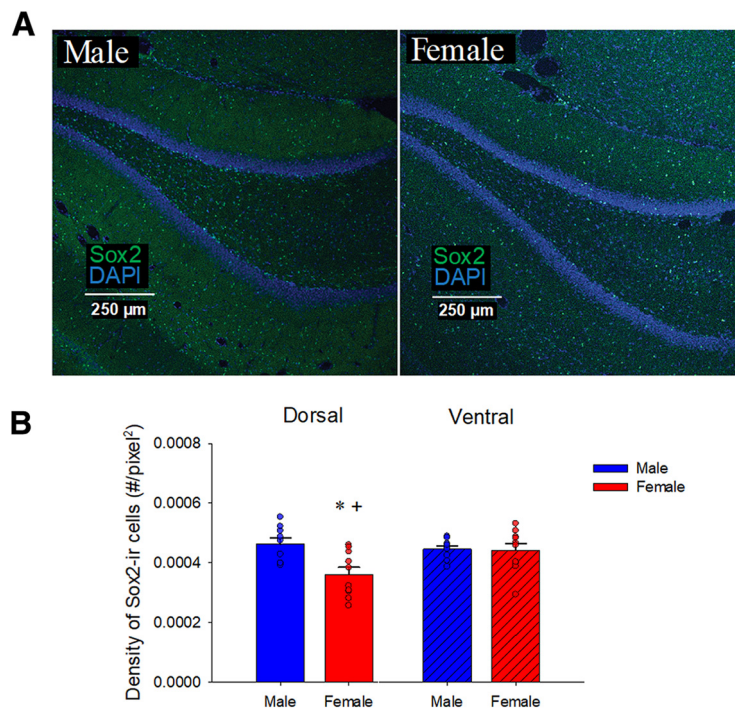 A
Male
Female
Sox2
DAPI
250 µm
Sox2
DAPI
250 µm
B
Dorsal
Ventral
Density of Sox2-ir cells (#/pixel²)
0.0008
0.0006
0.0004
0.0002
0.0000
* +
Male
Female
Male
Female
Male
Female